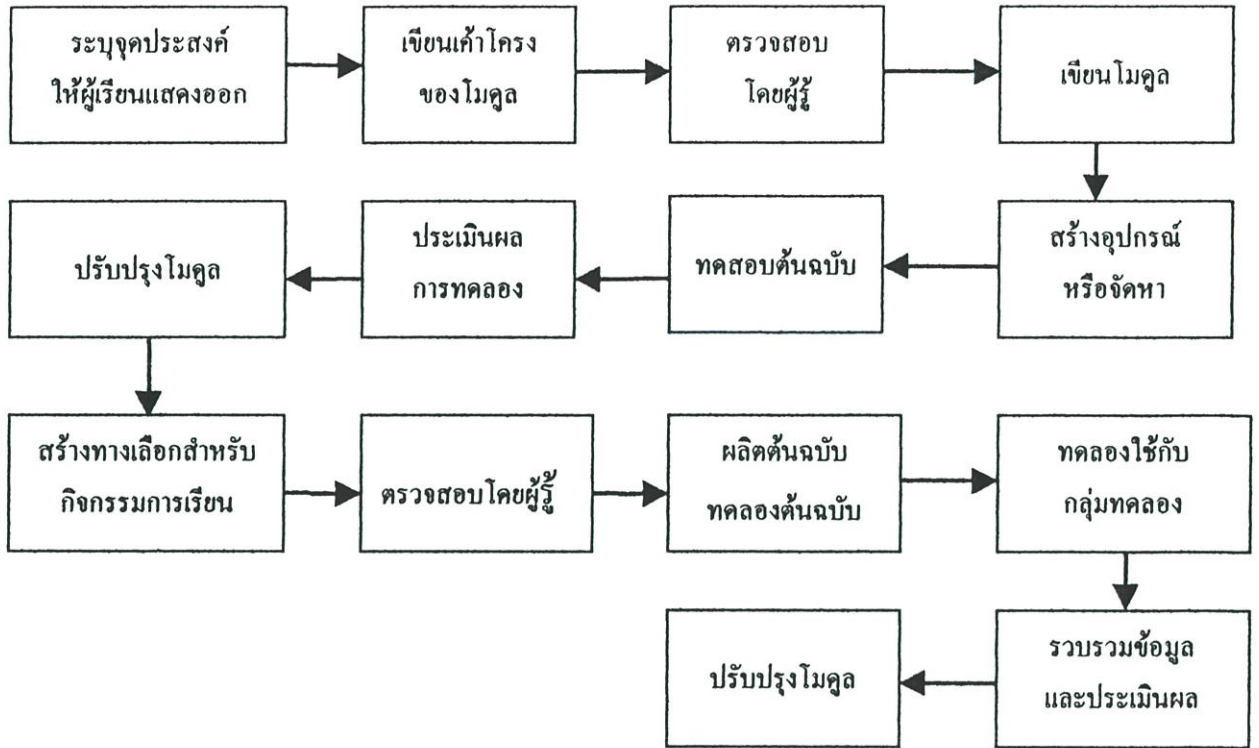 ระบุจุดประสงค์
ให้ผู้เรียนแสดงออก
เขียนเค้าโครง
ของโมดูล
ตรวจสอบ
โดยผู้รู้
เขียนโมดูล
สร้างอุปกรณ์
หรือจัดหา
ทดสอบต้นฉบับ
ประเมินผล
การทดลอง
ปรับปรุงโมดูล
สร้างทางเลือกสำหรับ
กิจกรรมการเรียน
ตรวจสอบโดยผู้รู้
ผลิตต้นฉบับ
ทดลองต้นฉบับ
ทดลองใช้กับ
กลุ่มทดลอง
รวบรวมข้อมูล
และประเมินผล
ปรับปรุงโมดูล